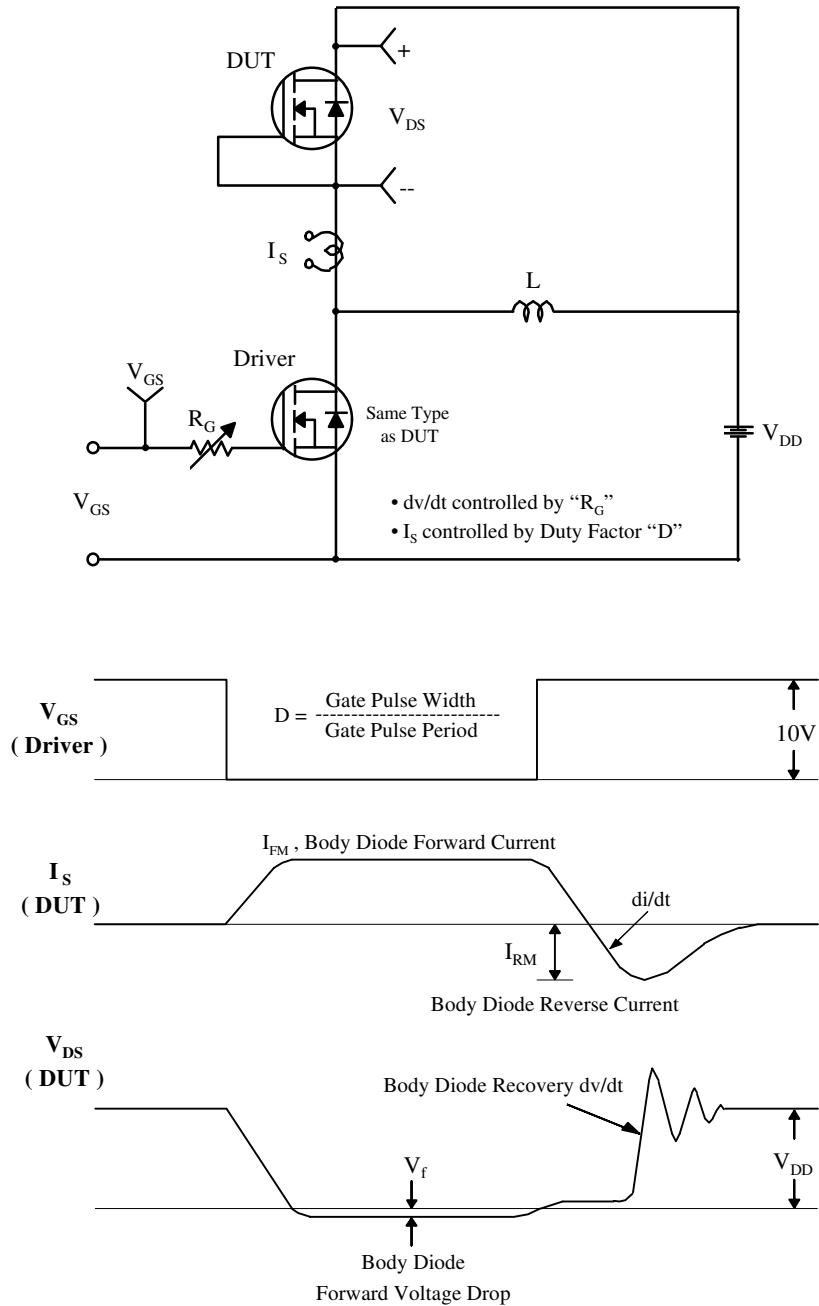 DUT
+
V_DS
--
I_S
L
Driver
V_GS
R_G
Same Type
as DUT
V_DD
V_GS
• dv/dt controlled by “R_G”
• I_S controlled by Duty Factor “D”
V_GS
( Driver )
D = Gate Pulse Width
--------------------------
Gate Pulse Period
10V
I_FM , Body Diode Forward Current
I_S
( DUT )
di/dt
I_RM
Body Diode Reverse Current
V_DS
( DUT )
Body Diode Recovery dv/dt
V_f
V_DD
Body Diode
Forward Voltage Drop